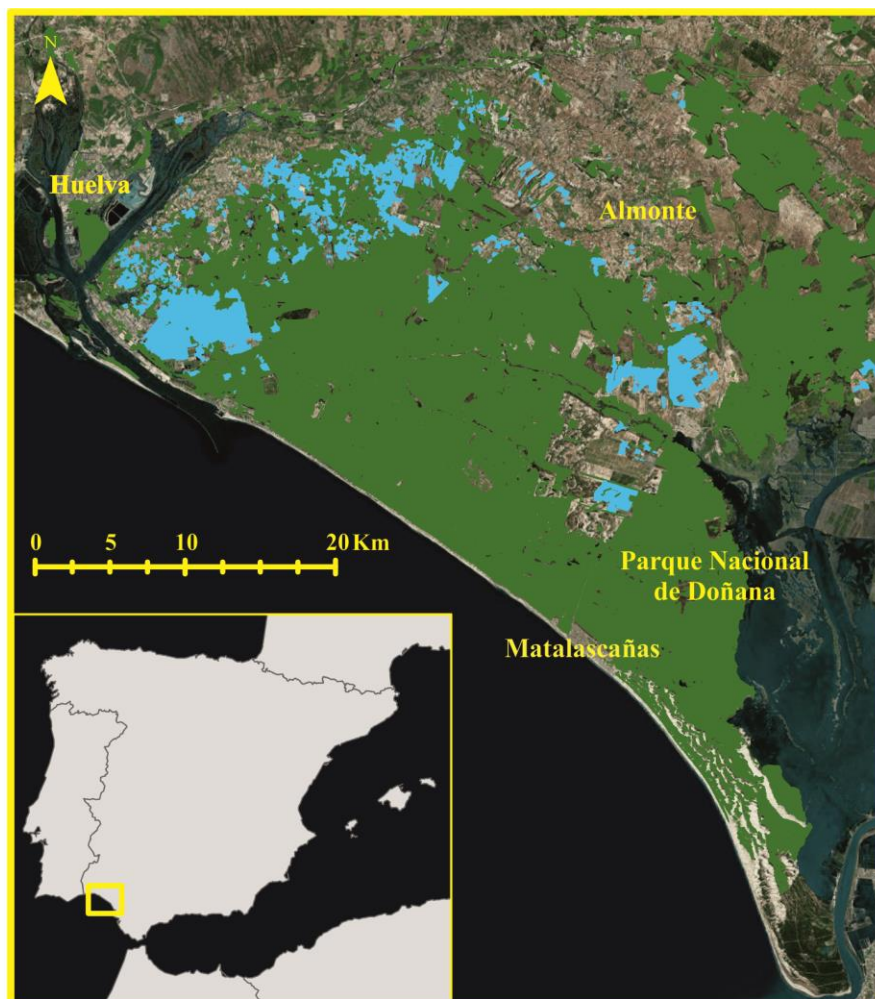 N
Huelva
Almonte
0 5 10 20 Km
Parque Nacional
de Doñana
Matalascañas